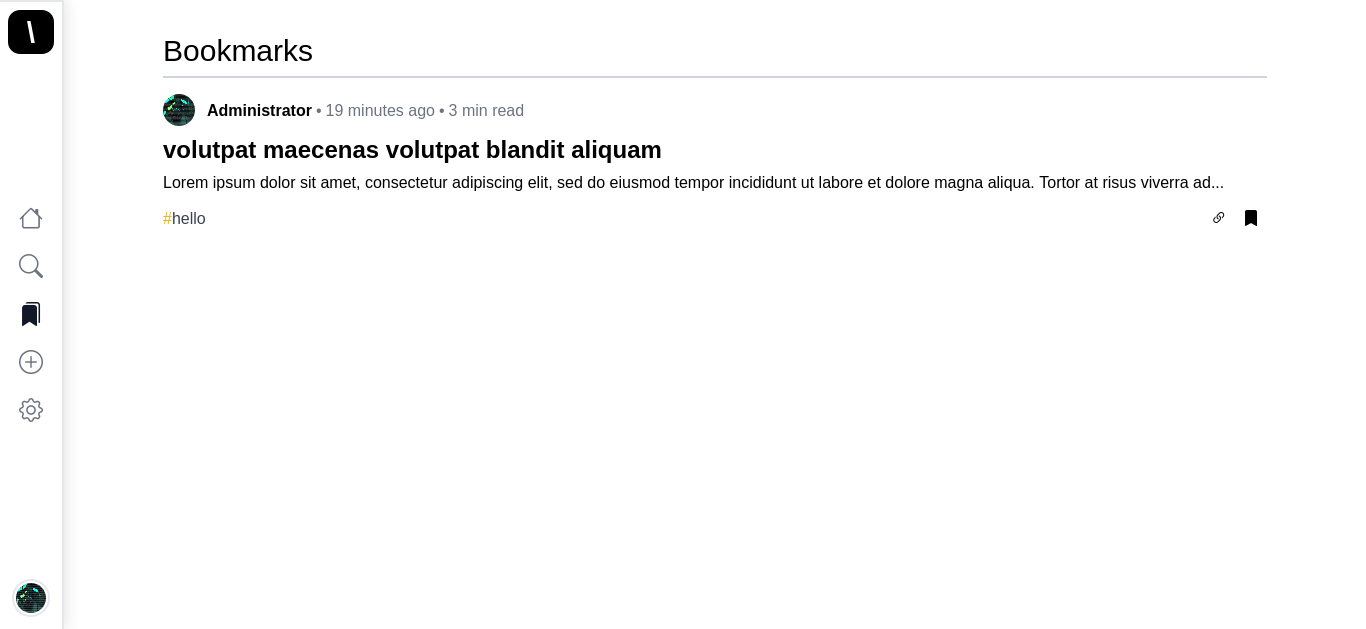 \
Bookmarks
Administrator • 19 minutes ago • 3 min read
volutpat maecenas volutpat blandit aliquam
Lorem ipsum dolor sit amet, consectetur adipiscing elit, sed do eiusmod tempor incididunt ut labore et dolore magna aliqua. Tortor at risus viverra ad...
#hello